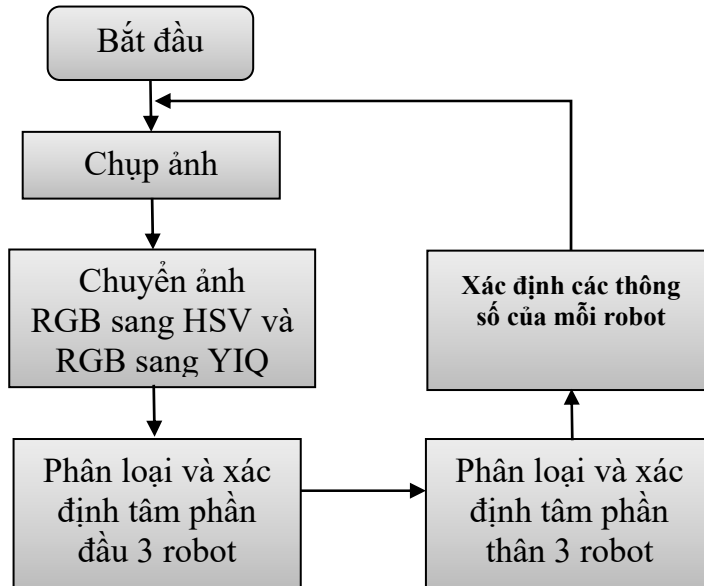 Bắt đầu
Chụp ảnh
Chuyển ảnh
RGB sang HSV và
RGB sang YIQ
Phân loại và xác
định tâm phần
đầu 3 robot
Phân loại và xác
định tâm phần
thân 3 robot
Xác định các thông
số của mỗi robot